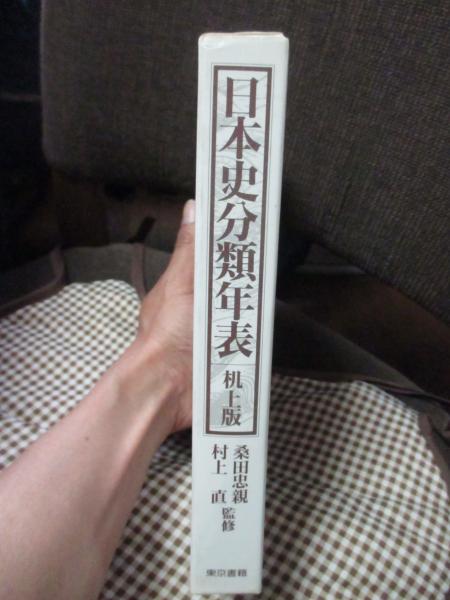 日本史分類年表
机上版
桑田忠親
村上 直 監修
東京書籍